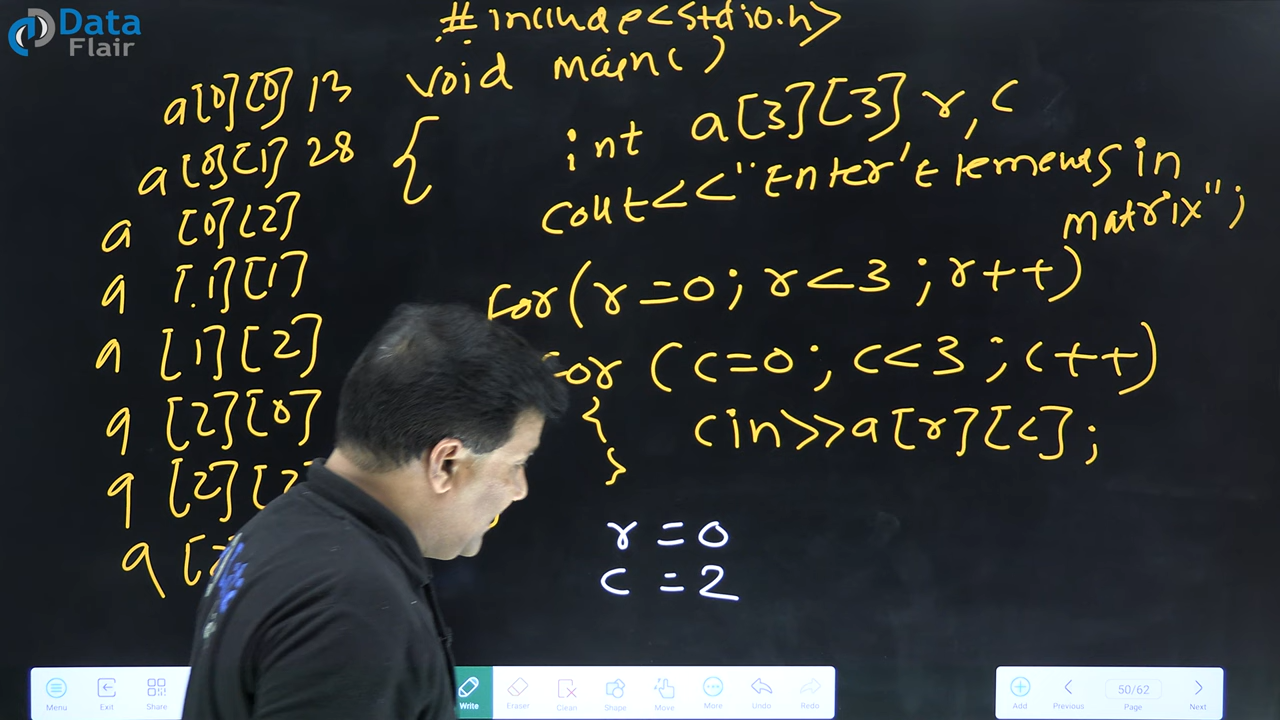 Data
Flair
#include<stdio.h>
void main()
{
int a[3][3] r, c
cout<<"Enter Elements in
matrix";
for(r=0; r<3; r++)
for (c=0; c<3; c++)
{
cin>>a[r][c];
}
r=0
c=2
a[0][0] 13
a[0][1] 28
a [0][2]
a [1][1]
a [1][2]
a [2][0]
a [2]
a
Menu
Exit
Share
Write
Eraser
Clean
Shape
Move
More
Undo
Redo
Add
Previous
50/62
Page
Next